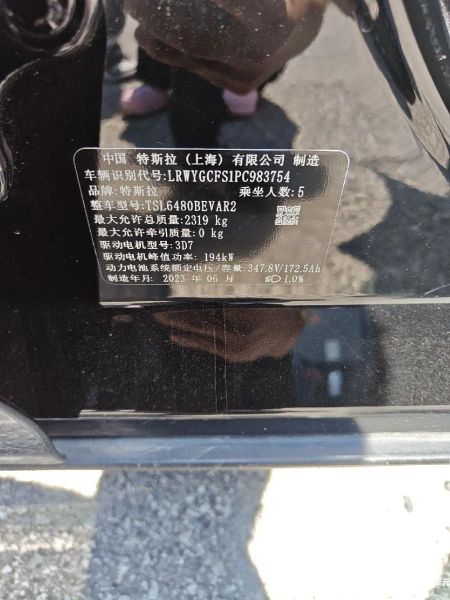 中国 特斯拉（上海）有限公司 制造
车辆识别代号:LRWYGCFS1PC983754
品牌:特斯拉 乘坐人数:5
整车型号:TSL6480BEVAR2
最大允许总质量:2319 kg
最大允许牵引质量:0 kg
驱动电机型号:3D7
驱动电机峰值功率: 194kW
动力电池系统额定电压/容量:347.8V/172.5Ah
制造年月: 2023 年 06 月 1.0%